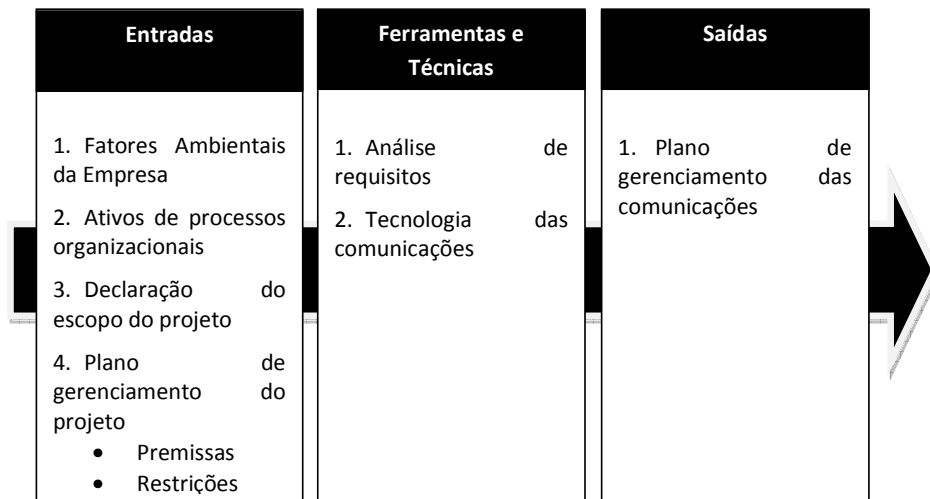 Entradas
1. Fatores Ambientais
da Empresa
2. Ativos de processos
organizacionais
3. Declaração do
escopo do projeto
4. Plano de
gerenciamento do
projeto
• Premissas
• Restrições
Ferramentas e
Técnicas
1. Análise de
requisitos
2. Tecnologia das
comunicações
Saídas
1. Plano de
gerenciamento das
comunicações